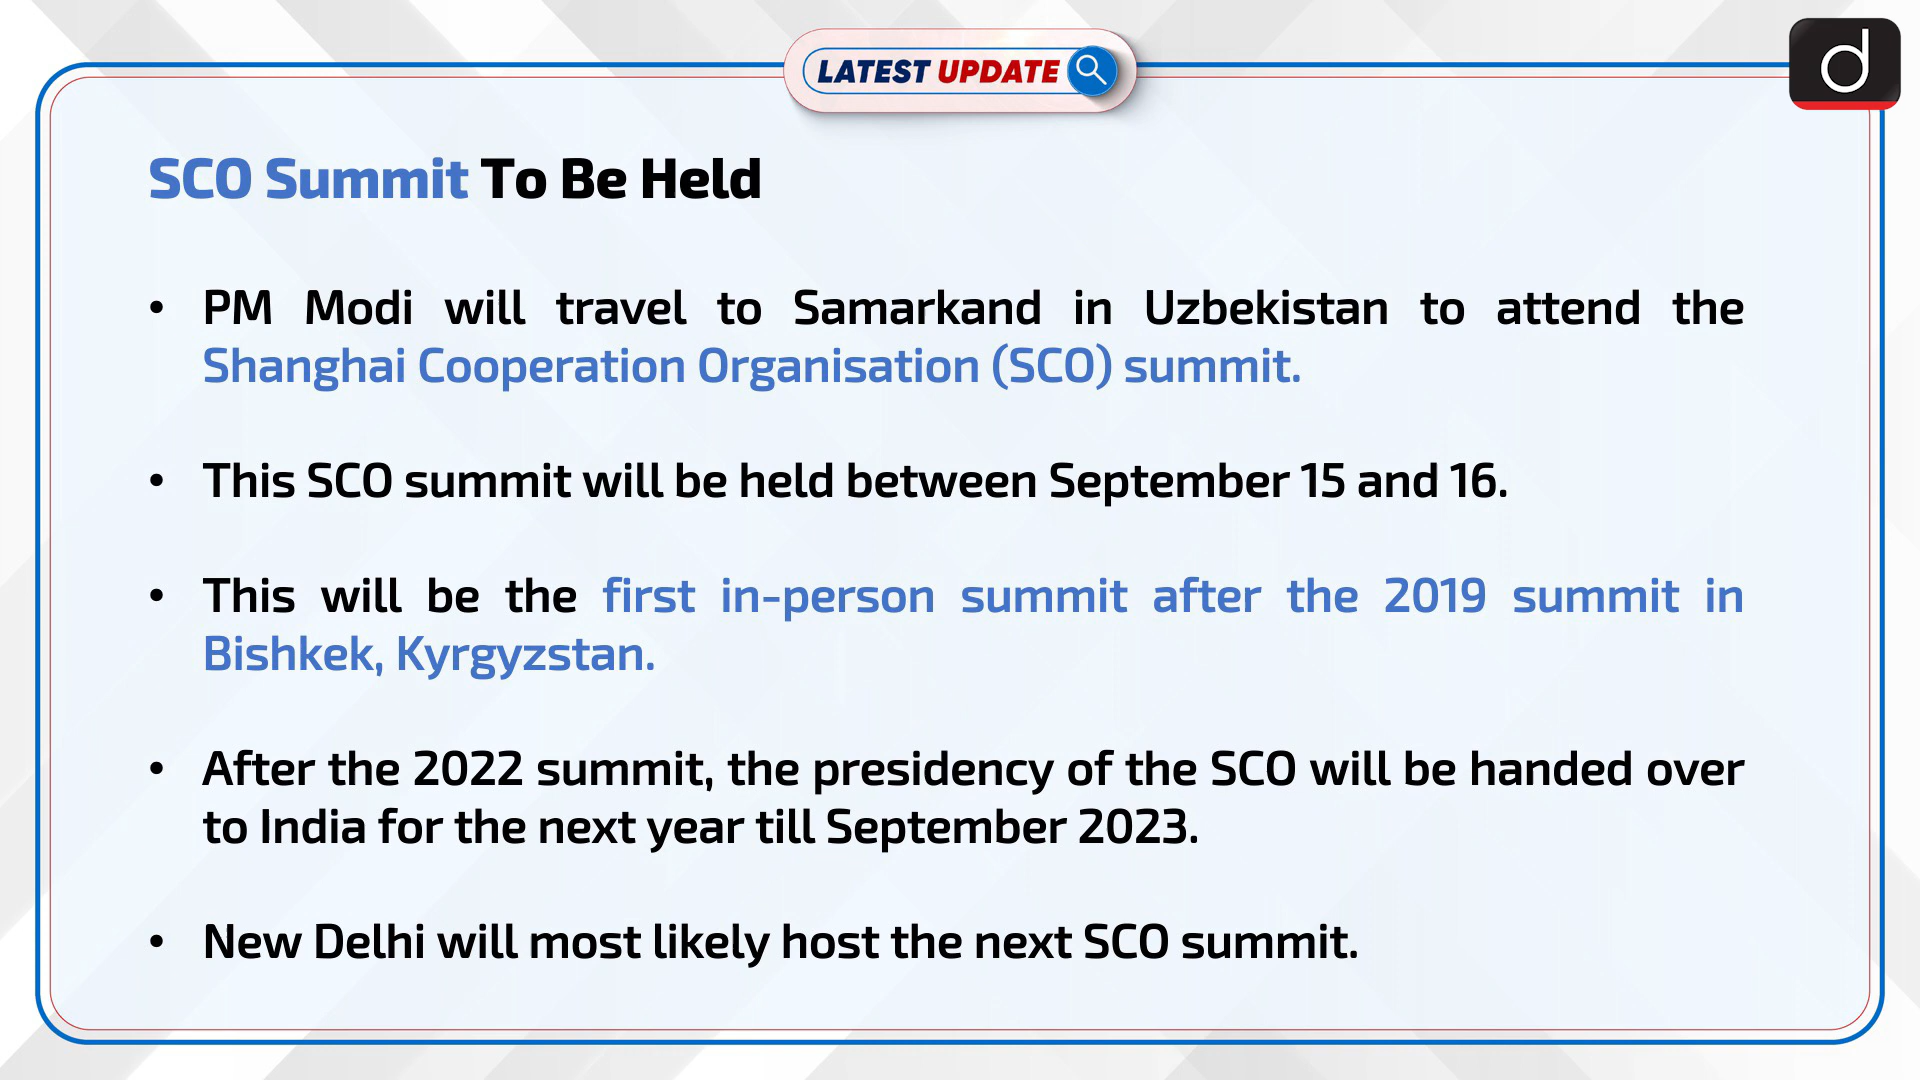 LATEST UPDATE
d
SCO Summit To Be Held
• PM Modi will travel to Samarkand in Uzbekistan to attend the
Shanghai Cooperation Organisation (SCO) summit.
• This SCO summit will be held between September 15 and 16.
• This will be the first in-person summit after the 2019 summit in
Bishkek, Kyrgyzstan.
• After the 2022 summit, the presidency of the SCO will be handed over
to India for the next year till September 2023.
• New Delhi will most likely host the next SCO summit.